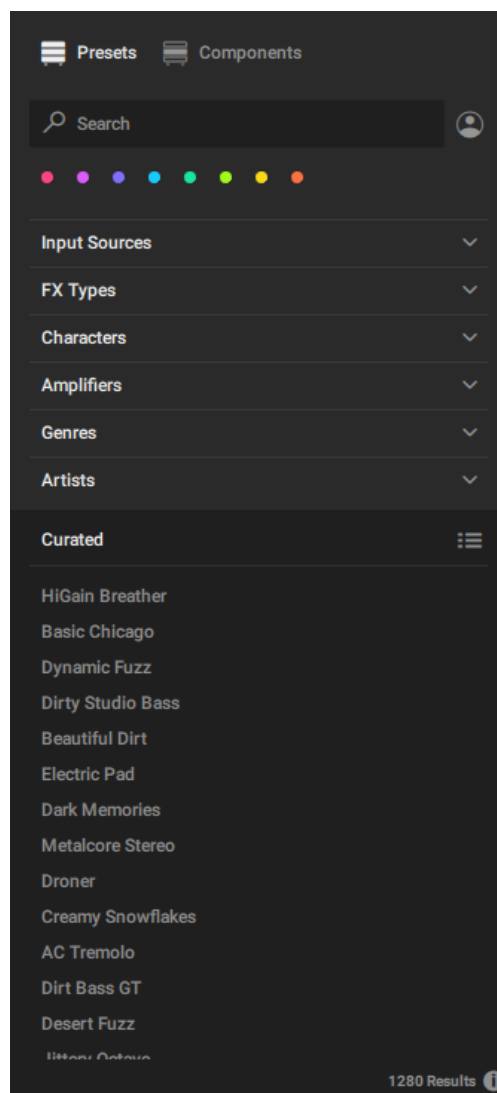 Presets Components
Search
Input Sources
FX Types
Characters
Amplifiers
Genres
Artists
Curated
HiGain Breather
Basic Chicago
Dynamic Fuzz
Dirty Studio Bass
Beautiful Dirt
Electric Pad
Dark Memories
Metalcore Stereo
Droner
Creamy Snowflakes
AC Tremolo
Dirt Bass GT
Desert Fuzz
Jittery Octave
1280 Results